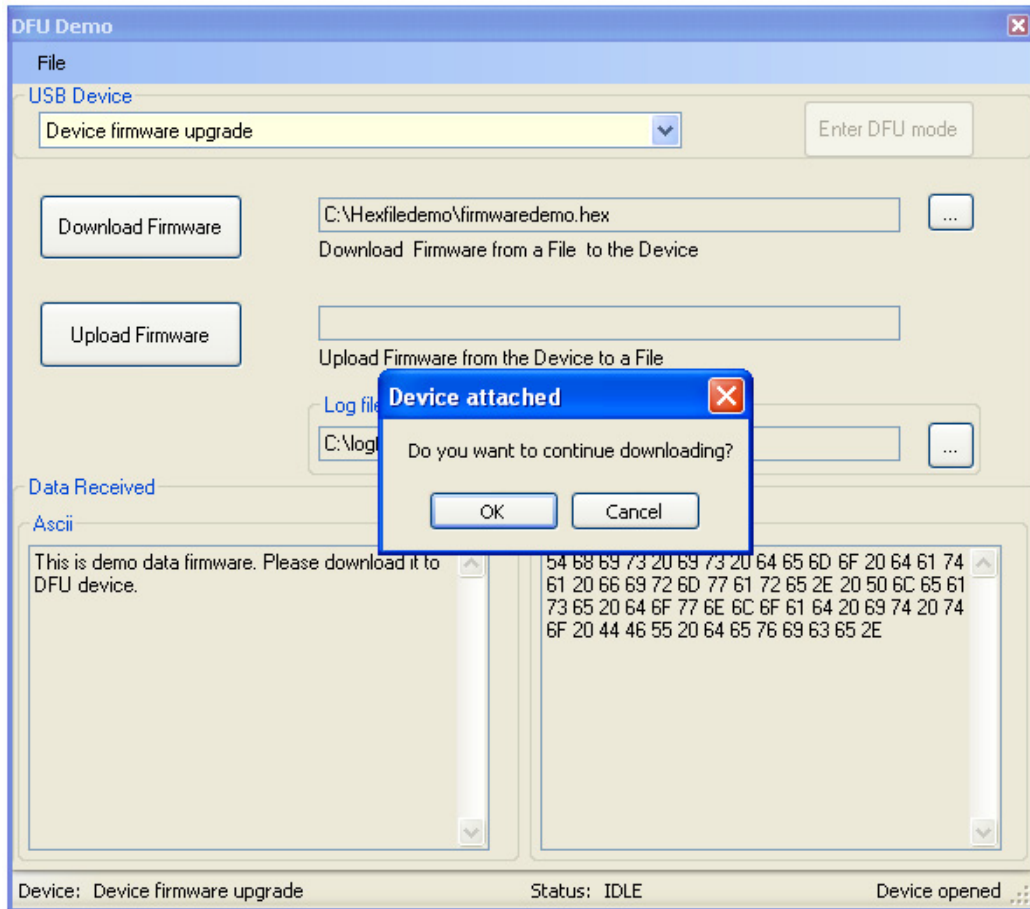 DFU Demo
File
USB Device
Device firmware upgrade
Enter DFU mode
Download Firmware
C:\Hexfiledemo\firmwaredemo.hex
...
Download  Firmware from a File  to the Device
Upload Firmware
Upload Firmware from the Device to a File
Device attached
Log file
C:\log
...
Do you want to continue downloading?
OK
Cancel
Data Received
Ascii
This is demo data firmware. Please download it to
DFU device.
54 68 69 73 20 69 73 20 64 65 6D 6F 20 64 61 74
61 20 66 69 72 6D 77 61 72 65 2E 20 50 6C 65 61
73 65 20 64 6F 77 6E 6C 6F 61 64 20 69 74 20 74
6F 20 44 46 55 20 64 65 76 69 63 65 2E
Device:  Device firmware upgrade
Status:  IDLE
Device opened